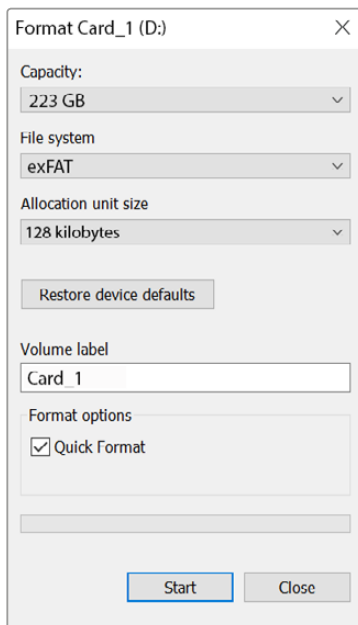 Format Card_1 (D:)
Capacity:
223 GB
File system
exFAT
Allocation unit size
128 kilobytes
Restore device defaults
Volume label
Card_1
Format options
Quick Format
Start Close